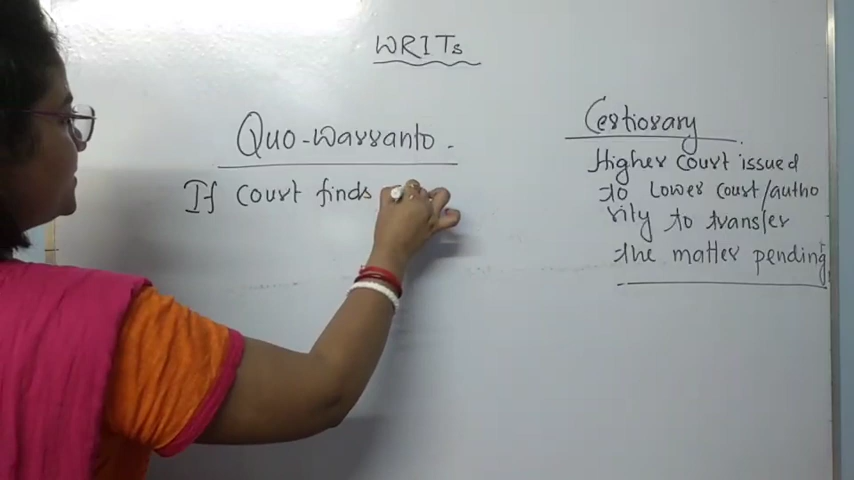 WRITs
Quo-warranto.
If court finds
Certiorary
Higher court issued
to lower court/autho
rity to transfer
the matter pending